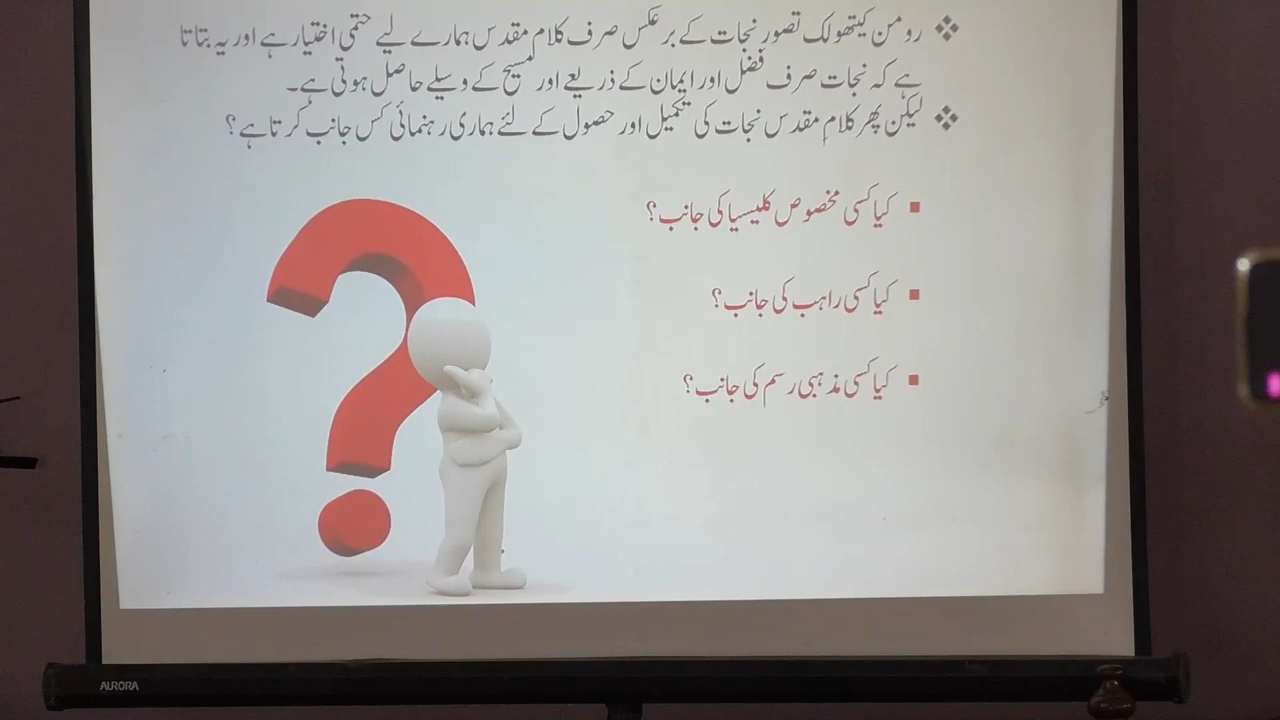 رومن کیتھولک تصورِ نجات کے برعکس صرف کلام مقدس ہمارے لیے حتمی اختیار ہے اور یہ بتاتا
ہے کہ نجات صرف فضل اور ایمان کے ذریعے اور مسیح کے وسیلے حاصل ہوتی ہے۔
لیکن پھر کلامِ مقدس نجات کی تکمیل اور حصول کے لئے ہماری رہنمائی کس جانب کرتا ہے؟
کیا کسی مخصوص کلیسیا کی جانب؟
کیا کسی راہب کی جانب؟
کیا کسی مذہبی رسم کی جانب؟
AURORA